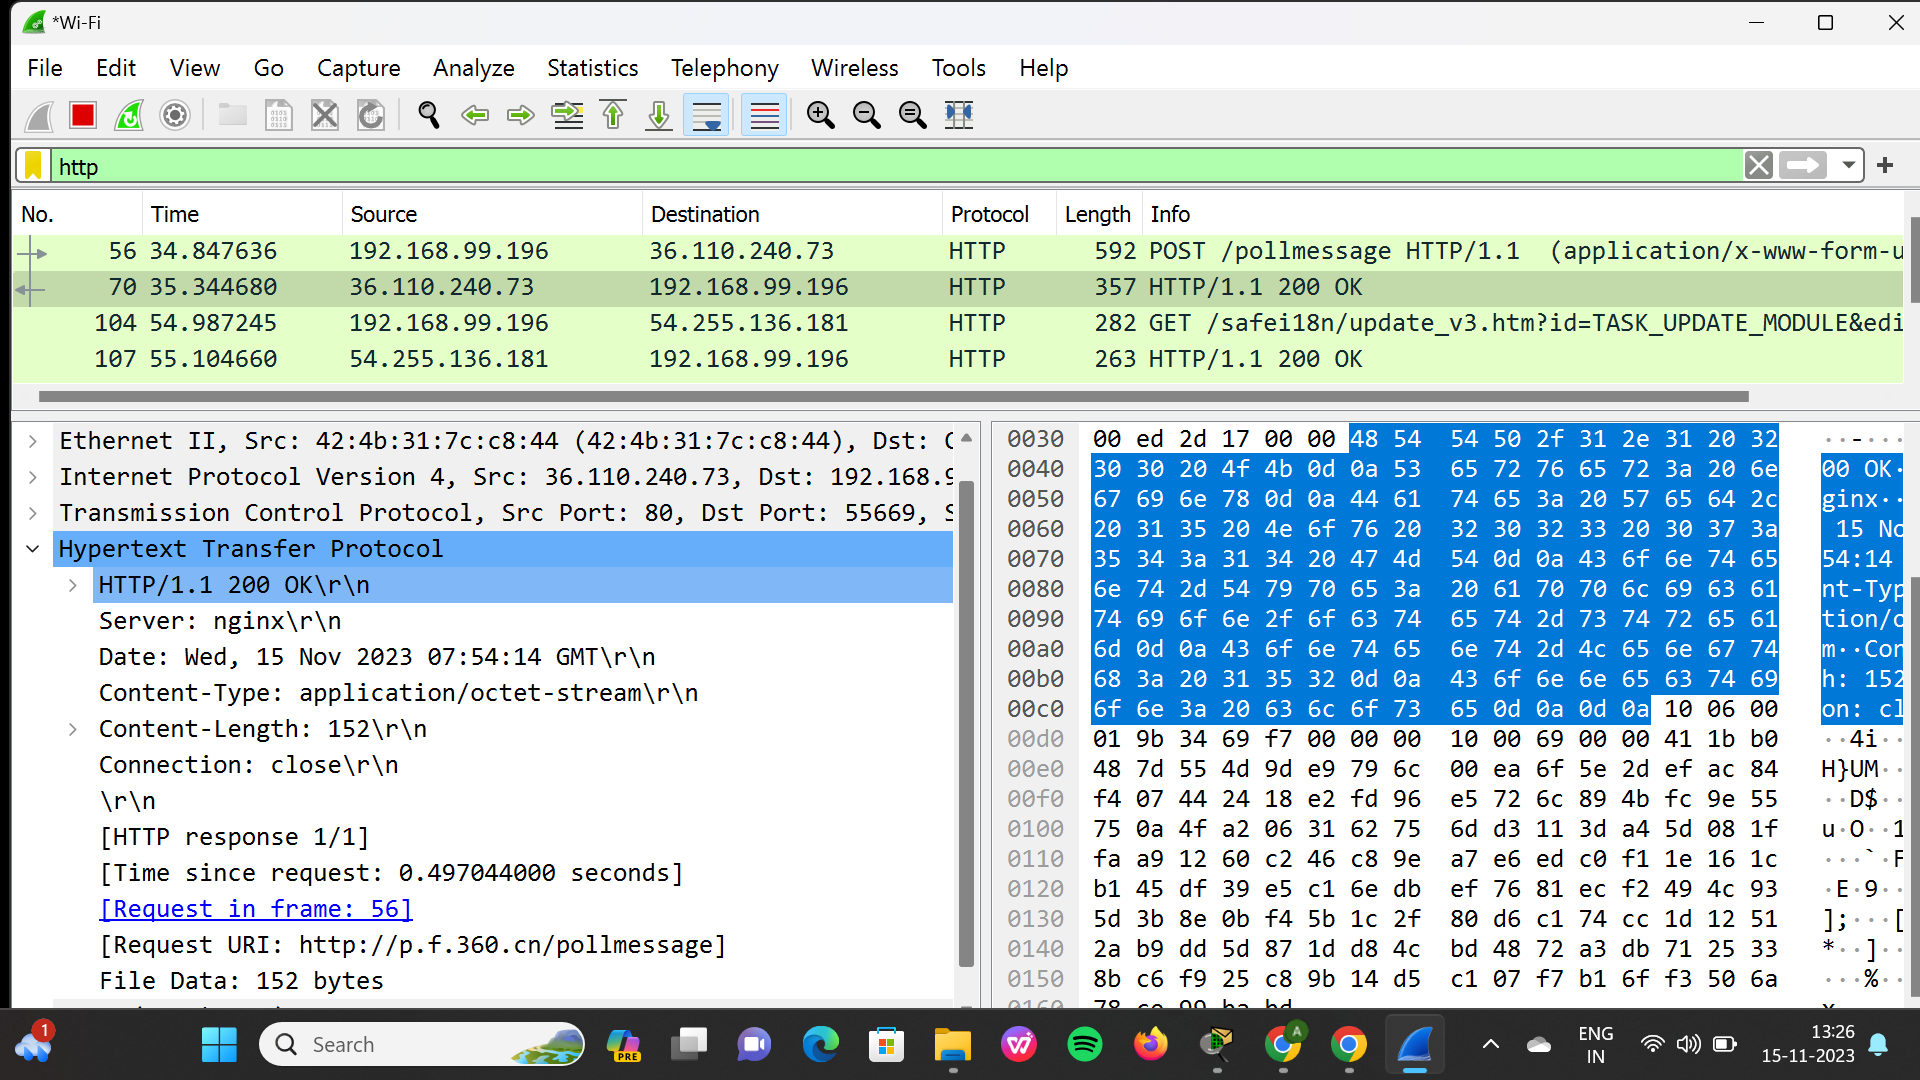 *Wi-Fi
File Edit View Go Capture Analyze Statistics Telephony Wireless Tools Help
http
No. Time Source Destination Protocol Length Info
56 34.847636 192.168.99.196 36.110.240.73 HTTP 592 POST /pollmessage HTTP/1.1 (application/x-www-form-u
70 35.344680 36.110.240.73 192.168.99.196 HTTP 357 HTTP/1.1 200 OK
104 54.987245 192.168.99.196 54.255.136.181 HTTP 282 GET /safei18n/update_v3.htm?id=TASK_UPDATE_MODULE&edi
107 55.104660 54.255.136.181 192.168.99.196 HTTP 263 HTTP/1.1 200 OK
Ethernet II, Src: 42:4b:31:7c:c8:44 (42:4b:31:7c:c8:44), Dst:
Internet Protocol Version 4, Src: 36.110.240.73, Dst: 192.168.9
Transmission Control Protocol, Src Port: 80, Dst Port: 55669, S
Hypertext Transfer Protocol
HTTP/1.1 200 OK\r\n
Server: nginx\r\n
Date: Wed, 15 Nov 2023 07:54:14 GMT\r\n
Content-Type: application/octet-stream\r\n
Content-Length: 152\r\n
Connection: close\r\n
\r\n
[HTTP response 1/1]
[Time since request: 0.497044000 seconds]
[Request in frame: 56]
[Request URI: http://p.f.360.cn/pollmessage]
File Data: 152 bytes
0030 00 ed 2d 17 00 00 48 54 54 50 2f 31 2e 31 20 32 ··-···
0040 30 30 20 4f 4b 0d 0a 53 65 72 76 65 72 3a 20 6e 00 OK·
0050 67 69 6e 78 0d 0a 44 61 74 65 3a 20 57 65 64 2c ginx··
0060 20 31 35 20 4e 6f 76 20 32 30 32 33 20 30 37 3a 15 No
0070 35 34 3a 31 34 20 47 4d 54 0d 0a 43 6f 6e 74 65 54:14
0080 6e 74 2d 54 79 70 65 3a 20 61 70 70 6c 69 63 61 nt-Typ
0090 74 69 6f 6e 2f 6f 63 74 65 74 2d 73 74 72 65 61 tion/o
00a0 6d 0d 0a 43 6f 6e 74 65 6e 74 2d 4c 65 6e 67 74 m··Con
00b0 68 3a 20 31 35 32 0d 0a 43 6f 6e 6e 65 63 74 69 h: 152
00c0 6f 6e 3a 20 63 6c 6f 73 65 0d 0a 0d 0a 10 06 00 on: cl
00d0 01 9b 34 69 f7 00 00 00 10 00 69 00 00 41 1b b0 ··4i··
00e0 48 7d 55 4d 9d e9 79 6c 00 ea 6f 5e 2d ef ac 84 H}UM··
00f0 f4 07 44 24 18 e2 fd 96 e5 72 6c 89 4b fc 9e 55 ··D$··
0100 75 0a 4f a2 06 31 62 75 6d d3 11 3d a4 5d 08 1f u·O··1
0110 fa a9 12 60 c2 46 c8 9e a7 e6 ed c0 f1 1e 16 1c ···`·F
0120 b1 45 df 39 e5 c1 6e db ef 76 81 ec f2 49 4c 93 ·E·9··
0130 5d 3b 8e 0b f4 5b 1c 2f 80 d6 c1 74 cc 1d 12 51 ];···[
0140 2a b9 dd 5d 87 1d d8 4c bd 48 72 a3 db 71 25 33 *··]··
0150 8b c6 f9 25 c8 9b 14 d5 c1 07 f7 b1 6f f3 50 6a ···%··
1
Search
PRE
A
ENG
IN
13:26
15-11-2023